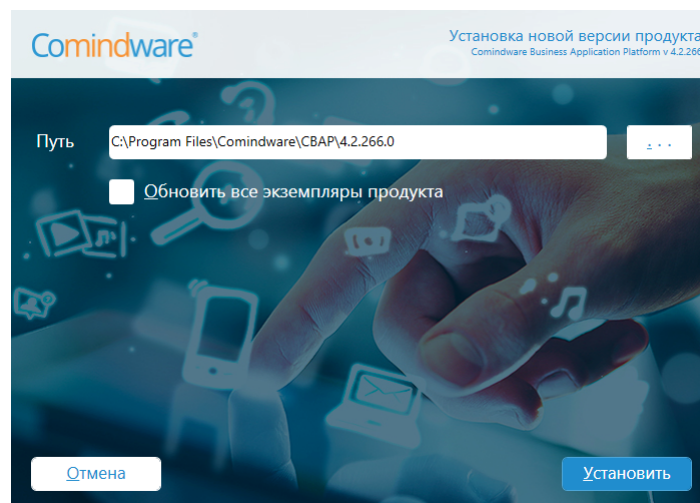 Comindware®
Установка новой версии продукта
Comindware Business Application Platform v 4.2.266
Путь
C:\Program Files\Comindware\CBAP\4.2.266.0
...
Обновить все экземпляры продукта
Отмена
Установить